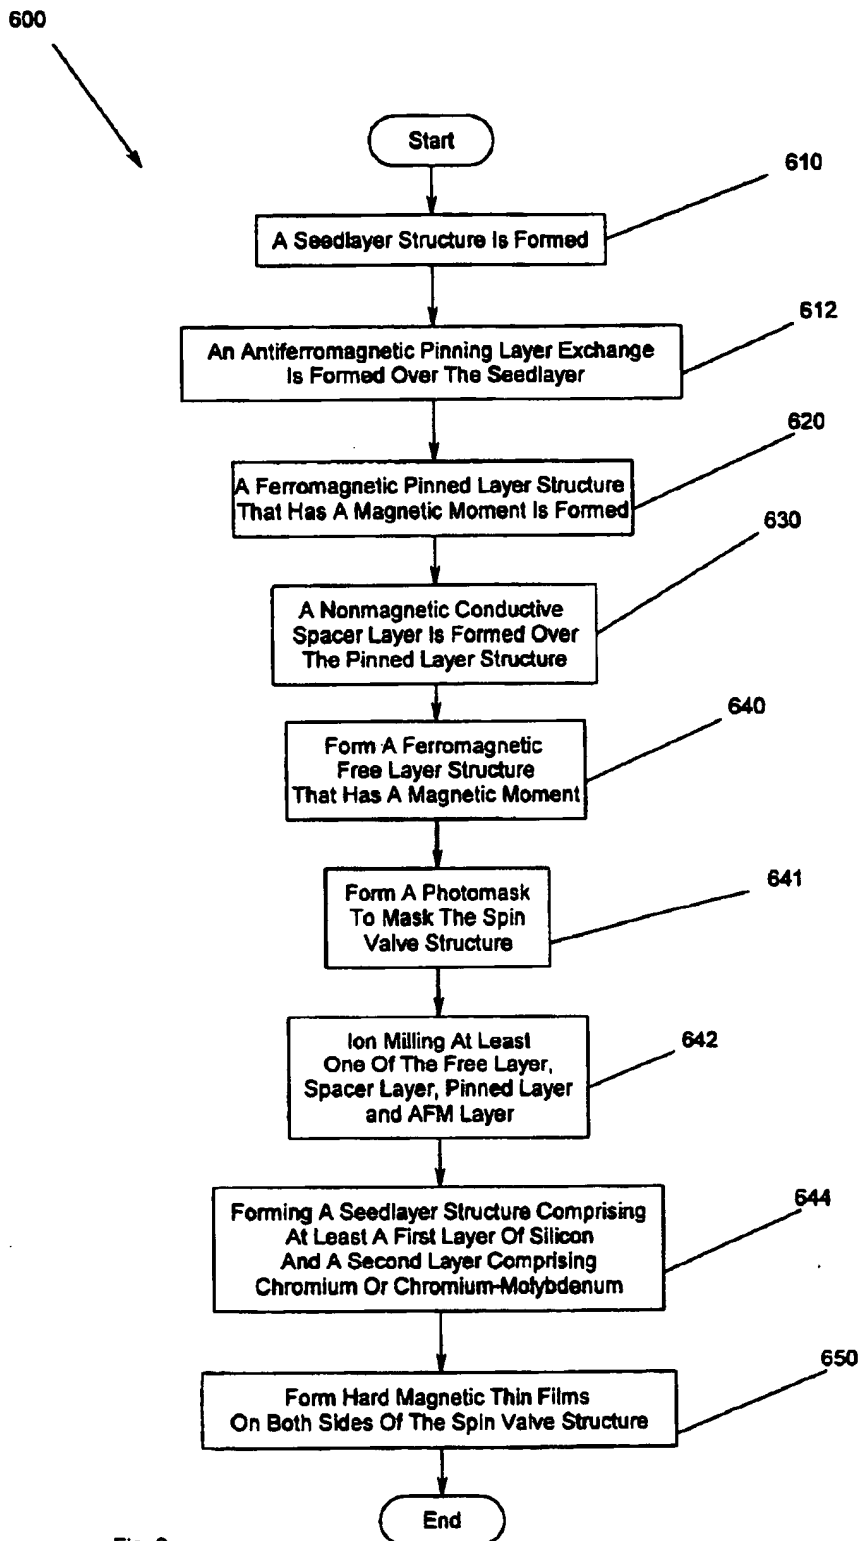 600
Start
610
A Seedlayer Structure Is Formed
612
An Antiferromagnetic Pinning Layer Exchange
Is Formed Over The Seedlayer
620
A Ferromagnetic Pinned Layer Structure
That Has A Magnetic Moment Is Formed
630
A Nonmagnetic Conductive
Spacer Layer Is Formed Over
The Pinned Layer Structure
640
Form A Ferromagnetic
Free Layer Structure
That Has A Magnetic Moment
641
Form A Photomask
To Mask The Spin
Valve Structure
642
Ion Milling At Least
One Of The Free Layer,
Spacer Layer, Pinned Layer
and AFM Layer
644
Forming A Seedlayer Structure Comprising
At Least A First Layer Of Silicon
And A Second Layer Comprising
Chromium Or Chromium-Molybdenum
650
Form Hard Magnetic Thin Films
On Both Sides Of The Spin Valve Structure
End